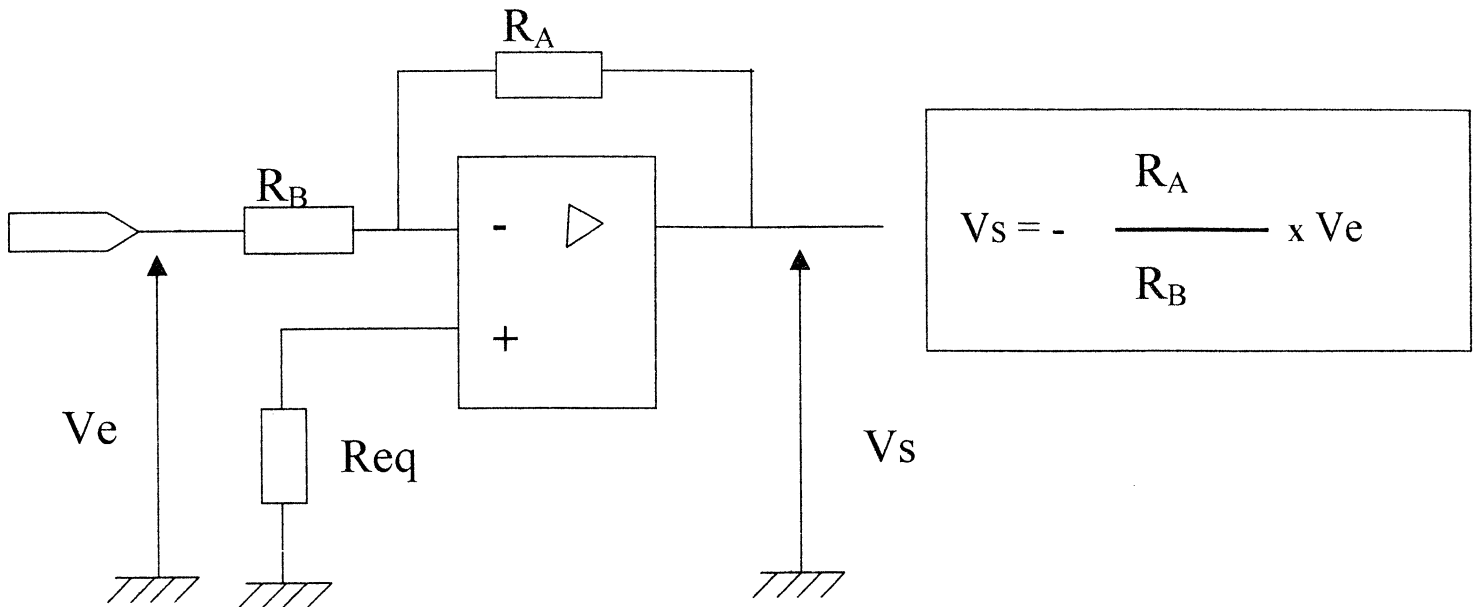 R_A
R_B
-
+
Req
Ve
Vs
R_A
Vs = - ——— x Ve
R_B